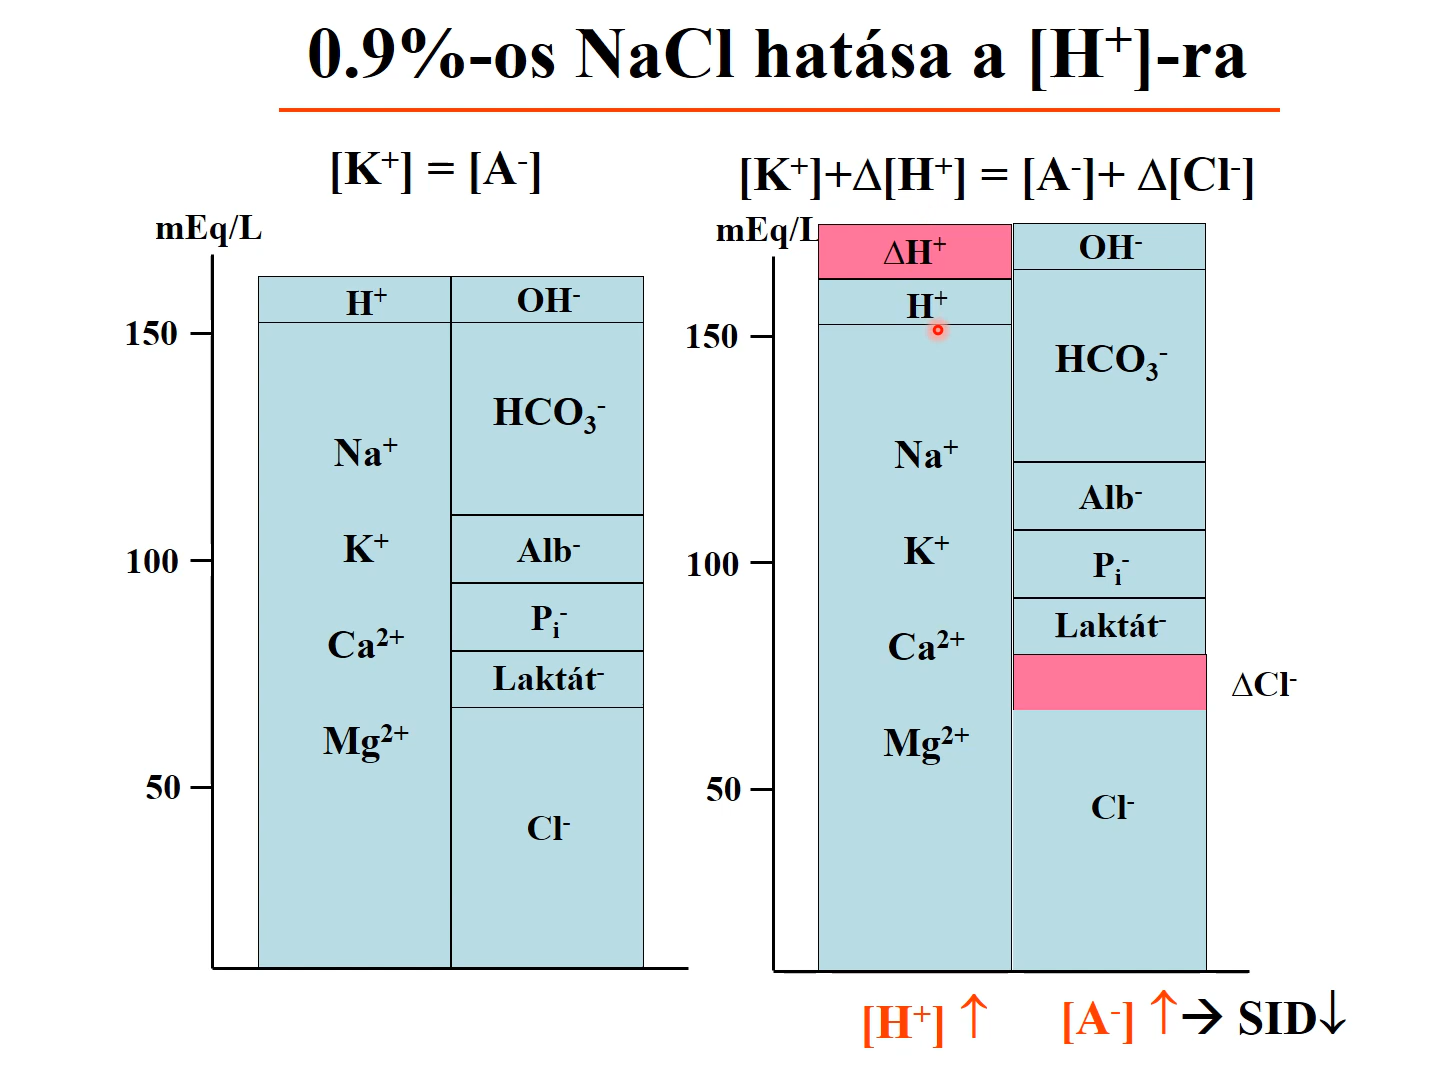 0.9%-os NaCl hatása a [H⁺]-ra
[K⁺] = [A⁻]
[K⁺]+Δ[H⁺] = [A⁻]+ Δ[Cl⁻]
mEq/L
150
100
50
H⁺
Na⁺
K⁺
Ca²⁺
Mg²⁺
OH⁻
HCO₃⁻
Alb⁻
Pᵢ⁻
Laktát⁻
Cl⁻
mEq/L
150
100
50
ΔH⁺
H⁺
Na⁺
K⁺
Ca²⁺
Mg²⁺
OH⁻
HCO₃⁻
Alb⁻
Pᵢ⁻
Laktát⁻
ΔCl⁻
Cl⁻
[H⁺] ↑
[A⁻] ↑→ SID↓